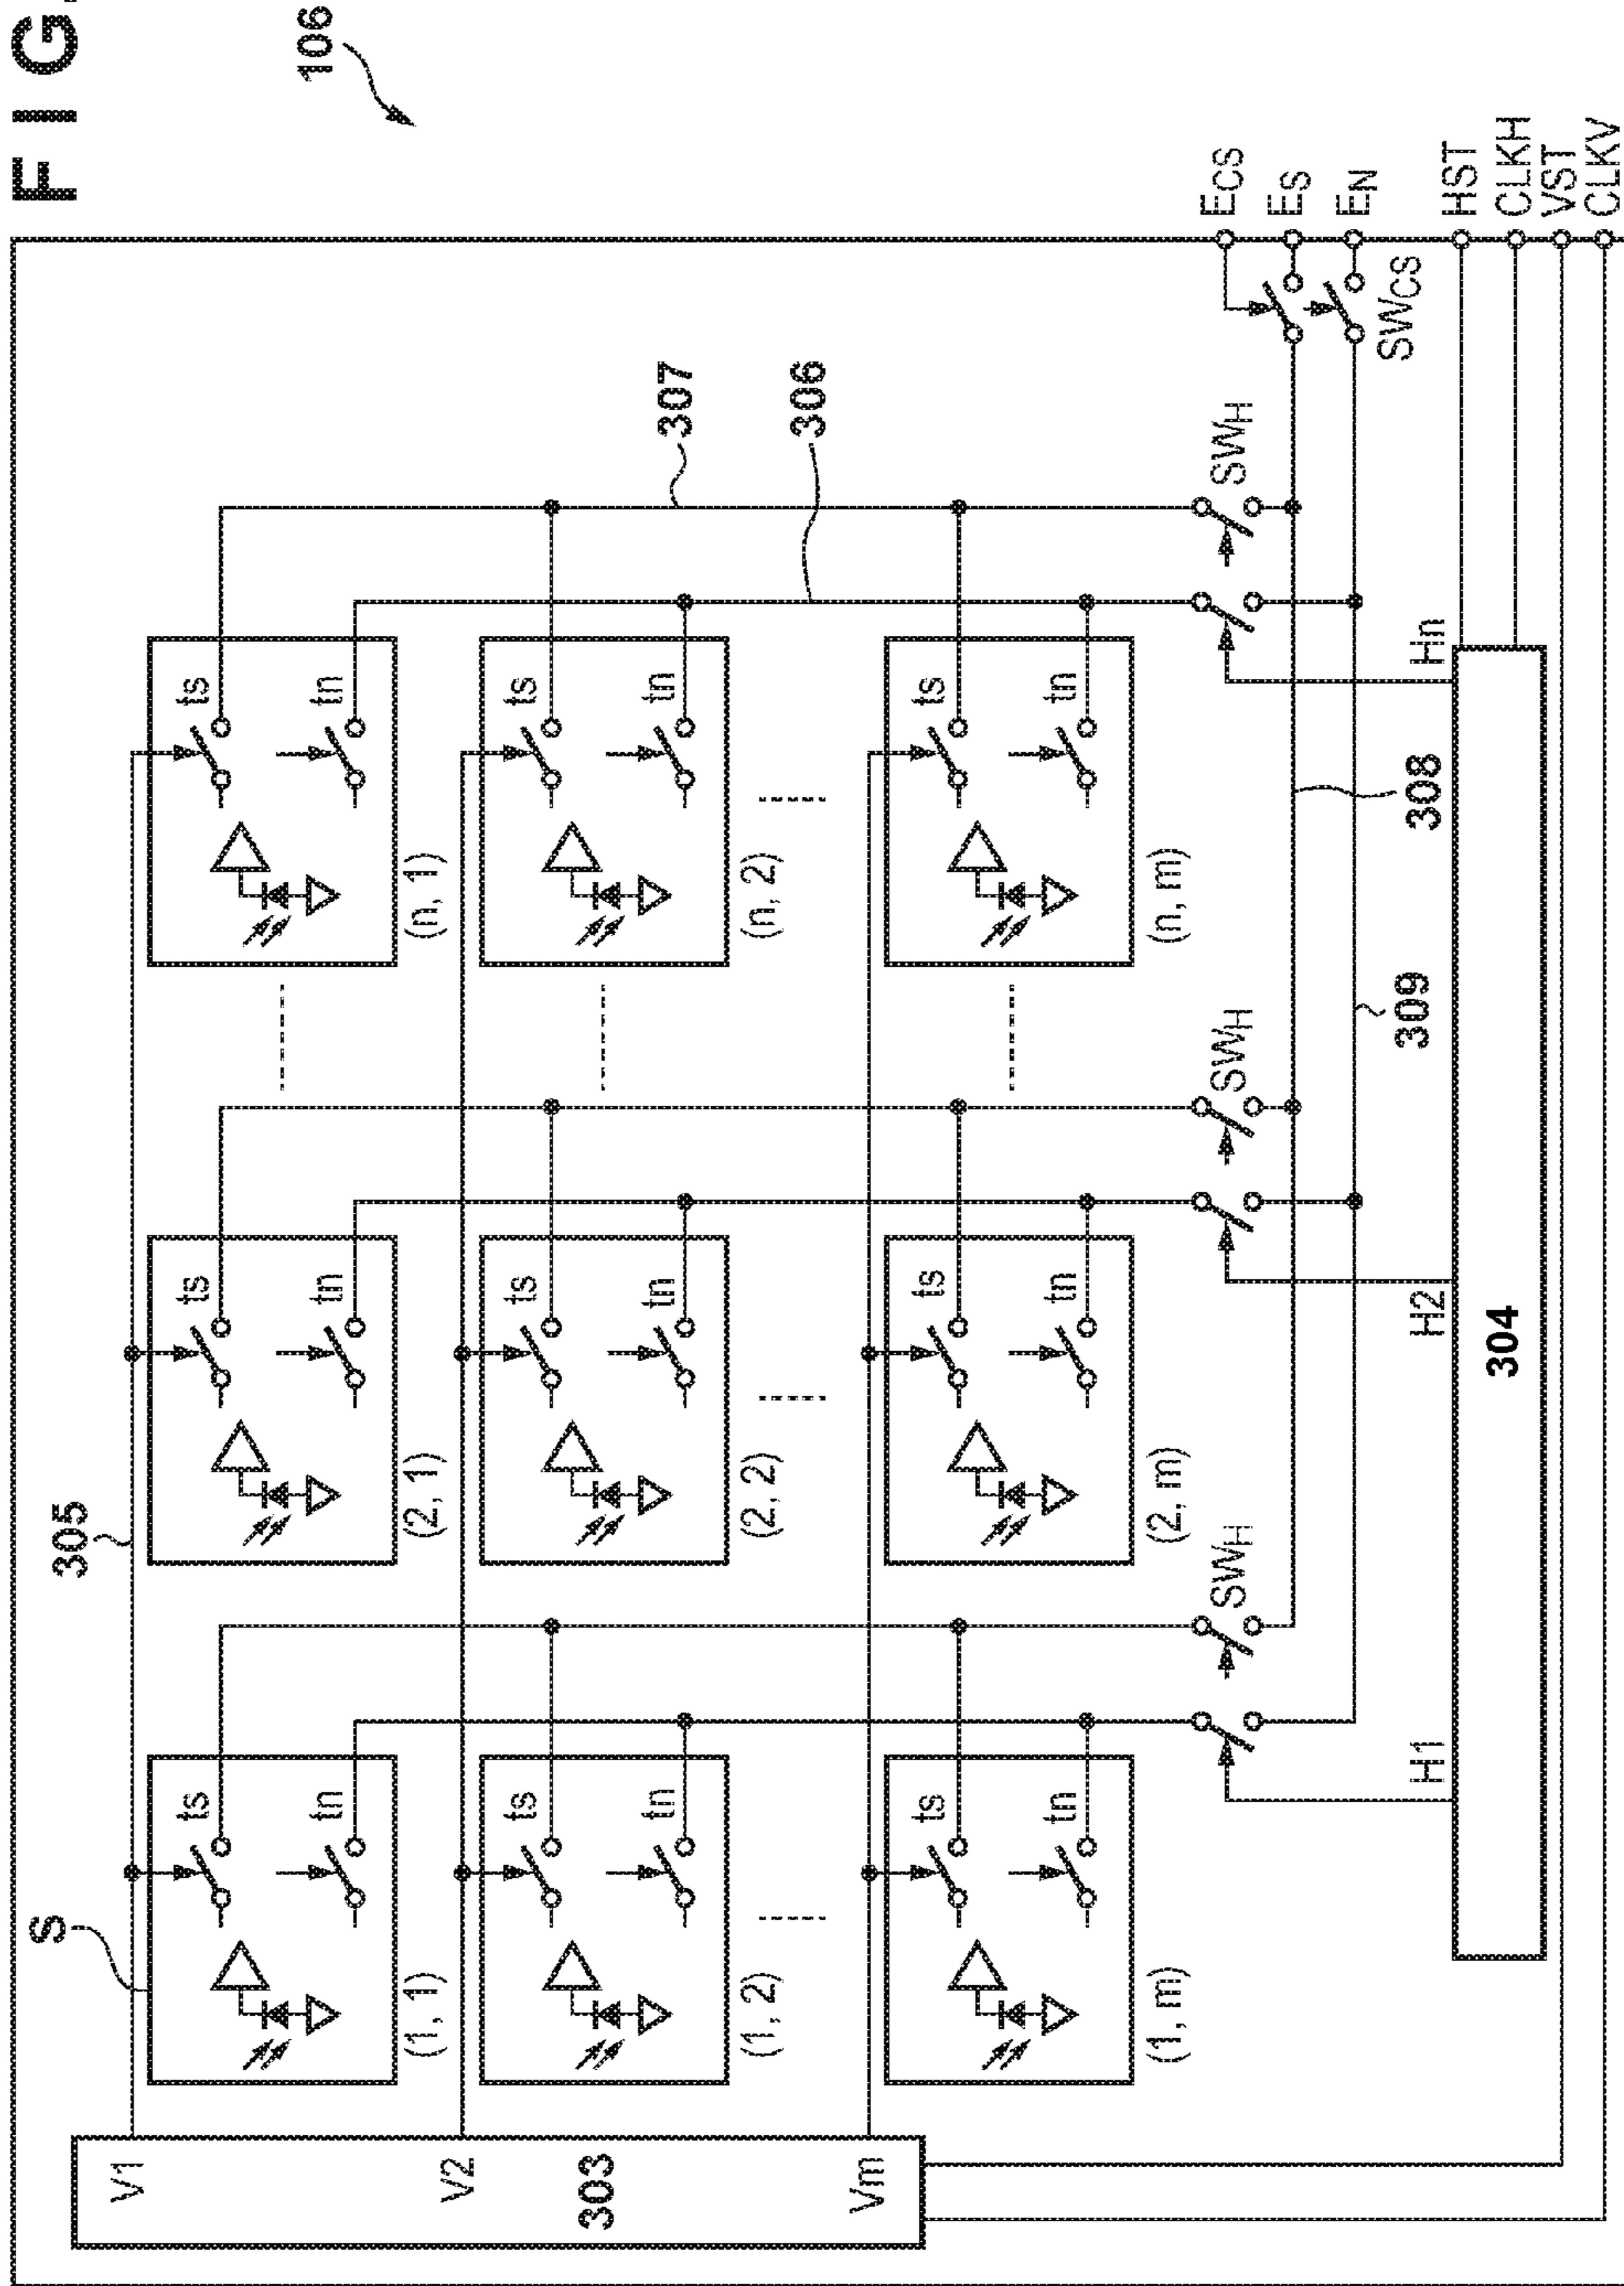 FIG.
106
S
305
V1
ts
tn
(1, 1)
ts
tn
(2, 1)
ts
tn
(n, 1)
307
306
V2
303
ts
tn
(1, 2)
ts
tn
(2, 2)
ts
tn
(n, 2)
Vm
ts
tn
(1, m)
ts
tn
(2, m)
ts
tn
(n, m)
SWH
SWH
SWH
ECS
ES
EN
SWCS
309
308
H1
H2
Hn
304
HST
CLKH
VST
CLKV